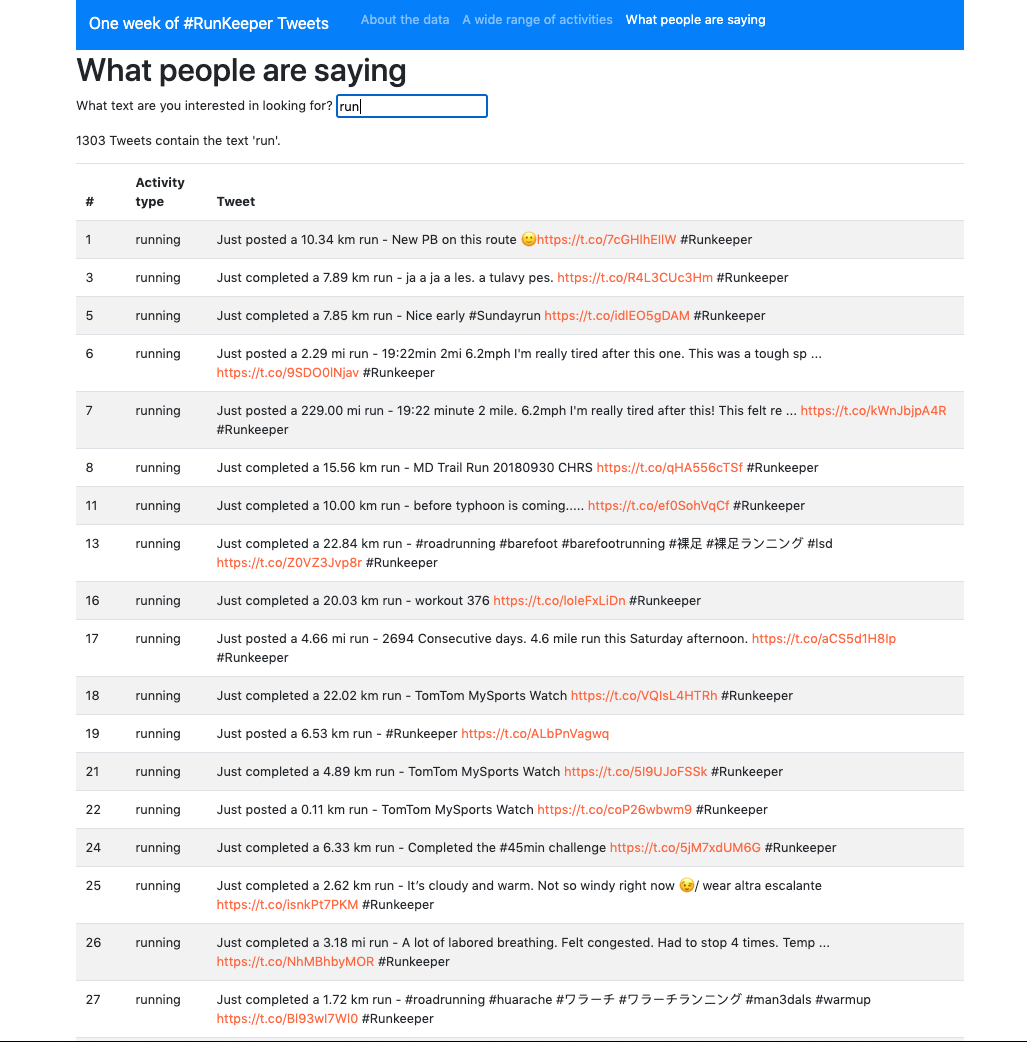 One week of #RunKeeper Tweets About the data A wide range of activities What people are saying
What people are saying
What text are you interested in looking for? run
1303 Tweets contain the text 'run'.
# Activity type Tweet
1 running Just posted a 10.34 km run - New PB on this route 🙂https://t.co/7cGHIhEllW #Runkeeper
3 running Just completed a 7.89 km run - ja a ja a les. a tulavy pes. https://t.co/R4L3CUc3Hm #Runkeeper
5 running Just completed a 7.85 km run - Nice early #Sundayrun https://t.co/idlEO5gDAM #Runkeeper
6 running Just posted a 2.29 mi run - 19:22min 2mi 6.2mph I'm really tired after this one. This was a tough sp ...
https://t.co/9SDO0lNjav #Runkeeper
7 running Just posted a 229.00 mi run - 19:22 minute 2 mile. 6.2mph I'm really tired after this! This felt re ... https://t.co/kWnJbjpA4R
#Runkeeper
8 running Just completed a 15.56 km run - MD Trail Run 20180930 CHRS https://t.co/qHA556cTSf #Runkeeper
11 running Just completed a 10.00 km run - before typhoon is coming..... https://t.co/ef0SohVqCf #Runkeeper
13 running Just completed a 22.84 km run - #roadrunning #barefoot #barefootrunning #裸足 #裸足ランニング #lsd
https://t.co/Z0VZ3Jvp8r #Runkeeper
16 running Just completed a 20.03 km run - workout 376 https://t.co/loIeFxLiDn #Runkeeper
17 running Just posted a 4.66 mi run - 2694 Consecutive days. 4.6 mile run this Saturday afternoon. https://t.co/aCS5d1H8Ip
#Runkeeper
18 running Just completed a 22.02 km run - TomTom MySports Watch https://t.co/VQIsL4HTRh #Runkeeper
19 running Just posted a 6.53 km run - #Runkeeper https://t.co/ALbPnVagwq
21 running Just completed a 4.89 km run - TomTom MySports Watch https://t.co/5l9UJoFSSk #Runkeeper
22 running Just posted a 0.11 km run - TomTom MySports Watch https://t.co/coP26wbwm9 #Runkeeper
24 running Just completed a 6.33 km run - Completed the #45min challenge https://t.co/5jM7xdUM6G #Runkeeper
25 running Just completed a 2.62 km run - It’s cloudy and warm. Not so windy right now 😉/ wear altra escalante
https://t.co/isnkPt7PKM #Runkeeper
26 running Just completed a 3.18 mi run - A lot of labored breathing. Felt congested. Had to stop 4 times. Temp ...
https://t.co/NhMBhbyMOR #Runkeeper
27 running Just completed a 1.72 km run - #roadrunning #huarache #ワラーチ #ワラーチランニング #man3dals #warmup
https://t.co/Bl93wl7Wl0 #Runkeeper